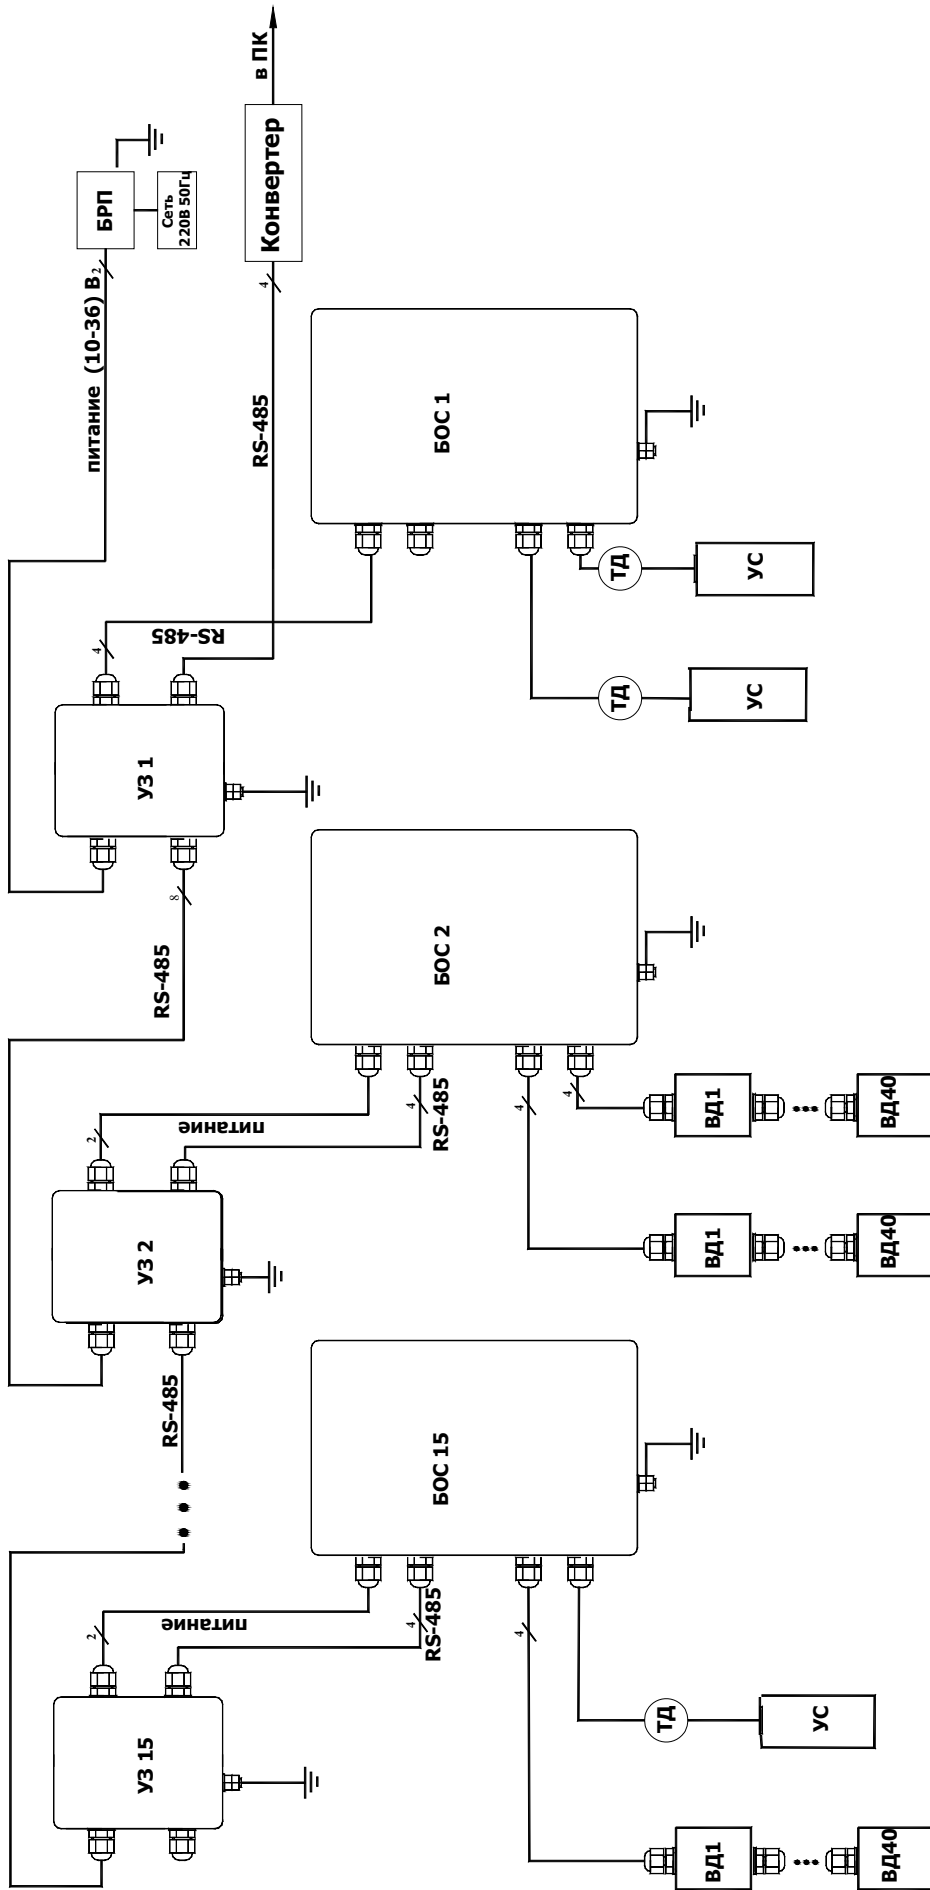 питание (10-36) В
2
2
2
4
УЗ 15
УЗ 2
УЗ 1
БРП
RS-485
RS-485
8
Сеть
220В 50Гц
питание
питание
RS-485
RS-485
4
Конвертер
в ПК
4
RS-485
4
RS-485
БОС 15
БОС 2
БОС 1
4
4
4
ТД
ТД
ТД
УС
УС
УС
ВД1
ВД1
ВД1
ВД40
ВД40
ВД40